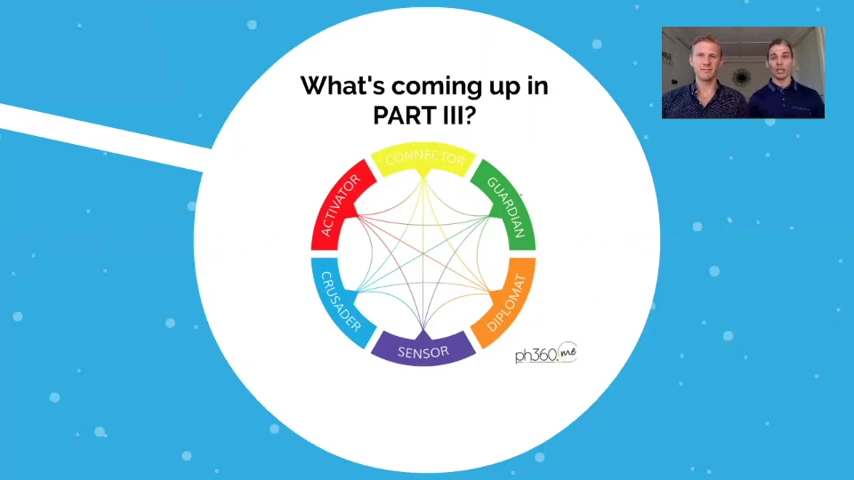 What's coming up in
PART III?
CONNECTOR
ACTIVATOR
GUARDIAN
CRUSADER
DIPLOMAT
SENSOR
ph360.me